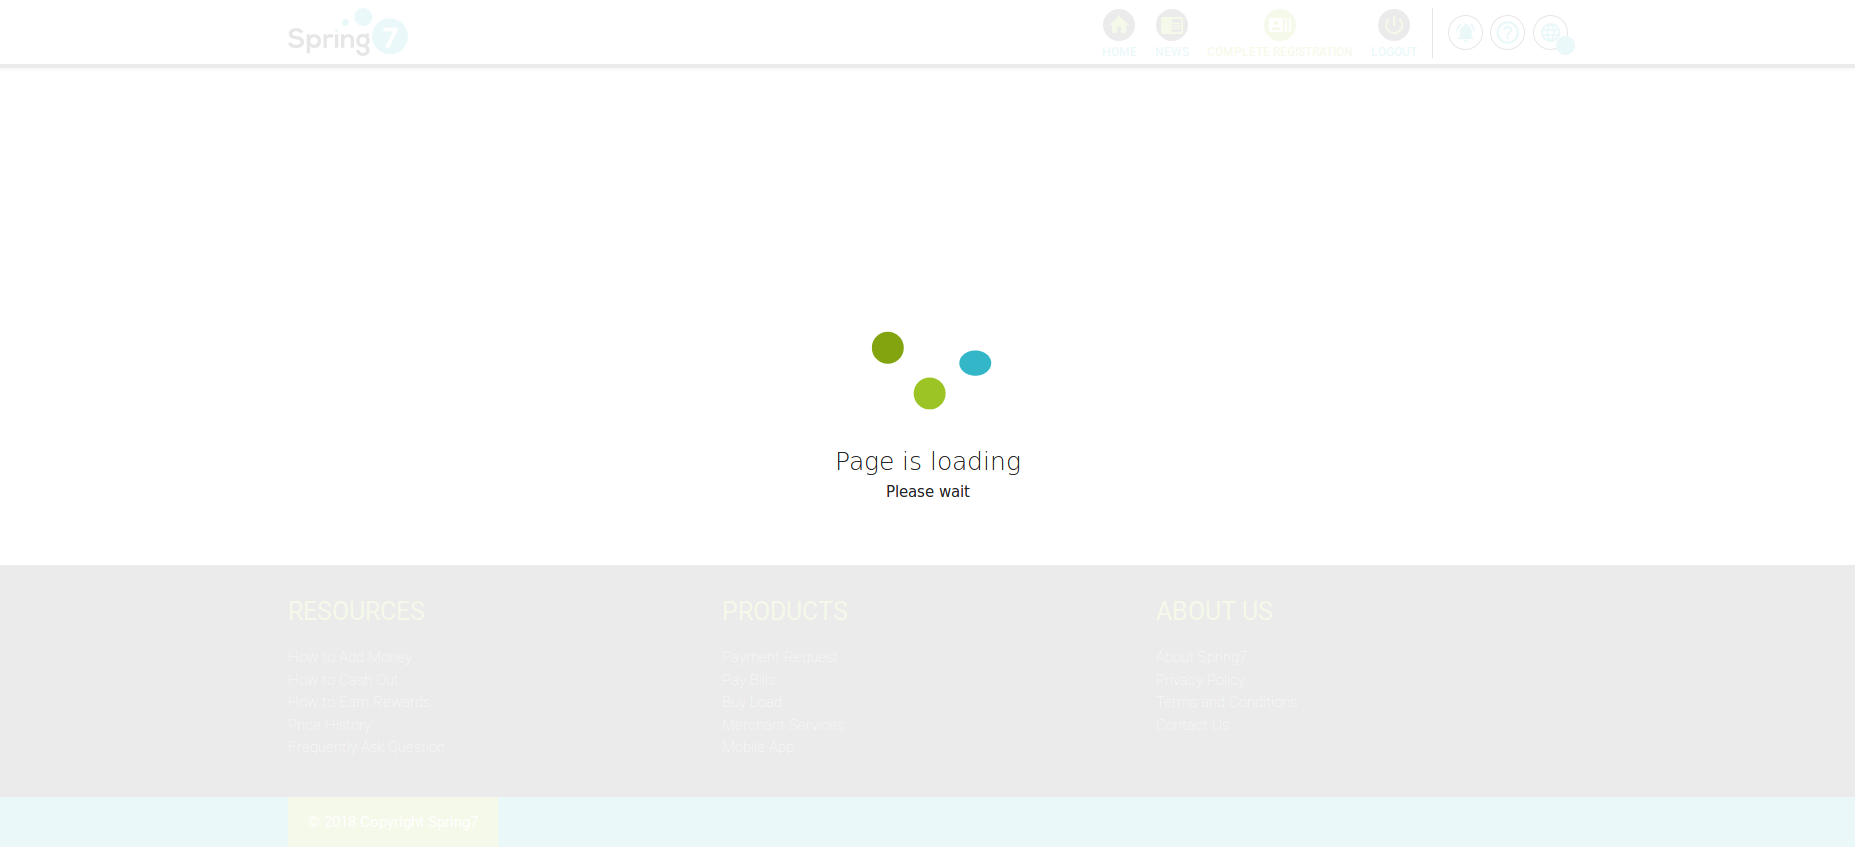 Spring7
HOME NEWS COMPLETE REGISTRATION LOGOUT
Page is loading
Please wait
RESOURCES
How to Add Money
How to Cash Out
How to Earn Rewards
Price History
Frequently Ask Question
PRODUCTS
Payment Request
Pay Bills
Buy Load
Merchant Services
Mobile App
ABOUT US
About Spring7
Privacy Policy
Terms and Conditions
Contact Us
© 2018 Copyright Spring7